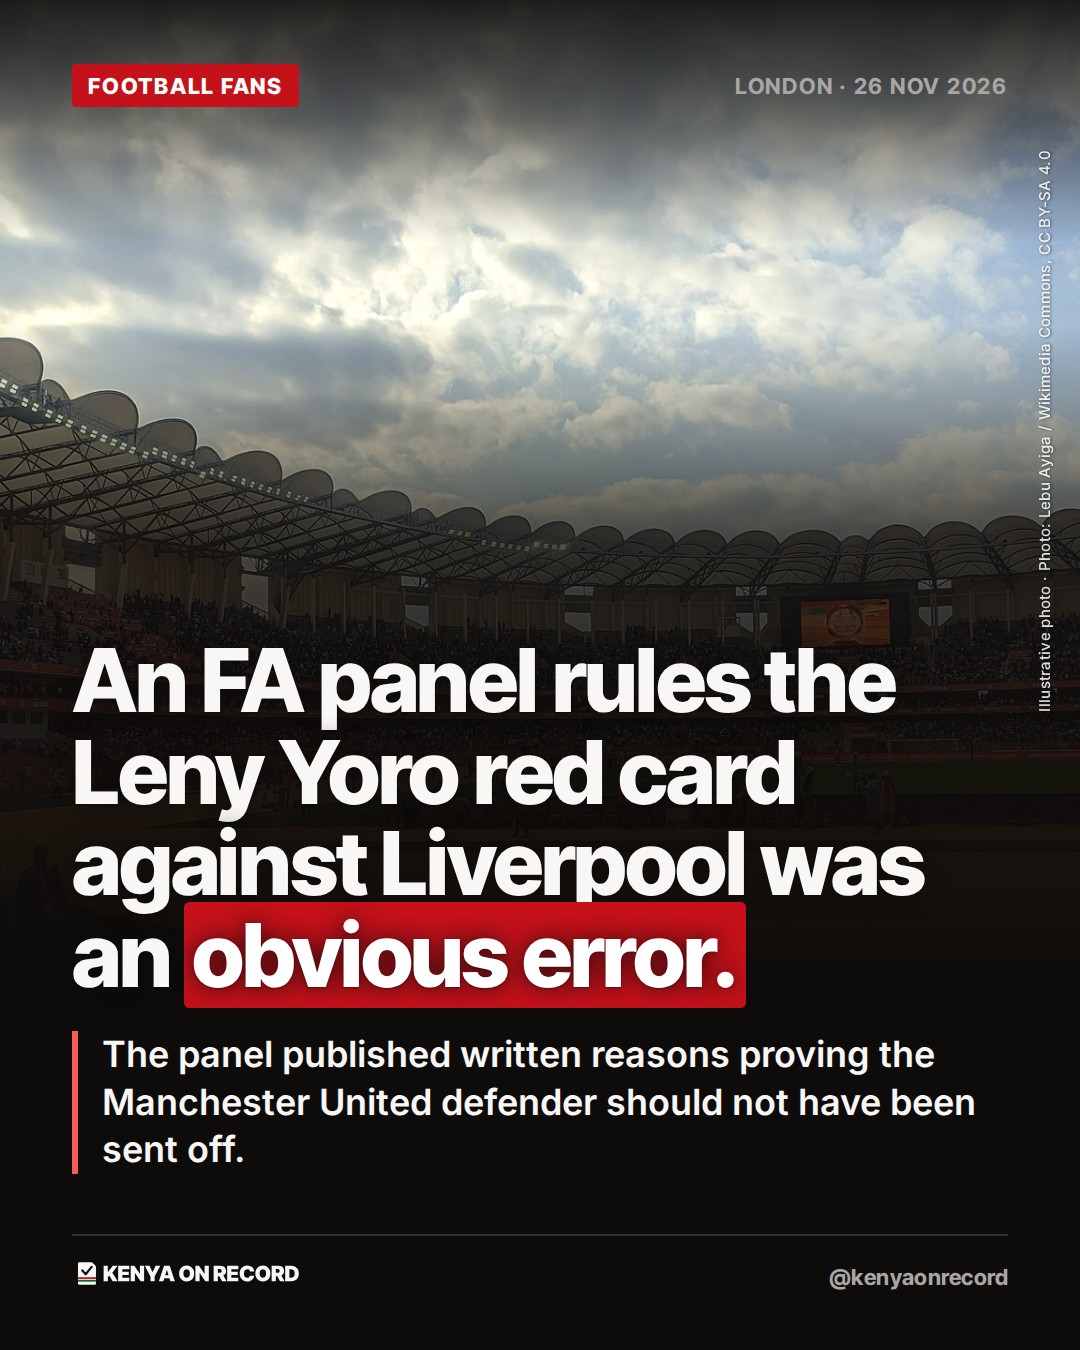 FOOTBALL FANS
LONDON · 26 NOV 2026
Illustrative photo · Photo: Lebu Ayiga / Wikimedia Commons, CC BY-SA 4.0
An FA panel rules the
Leny Yoro red card
against Liverpool was
an obvious error.
The panel published written reasons proving the
Manchester United defender should not have been
sent off.
KENYA ON RECORD
@kenyaonrecord